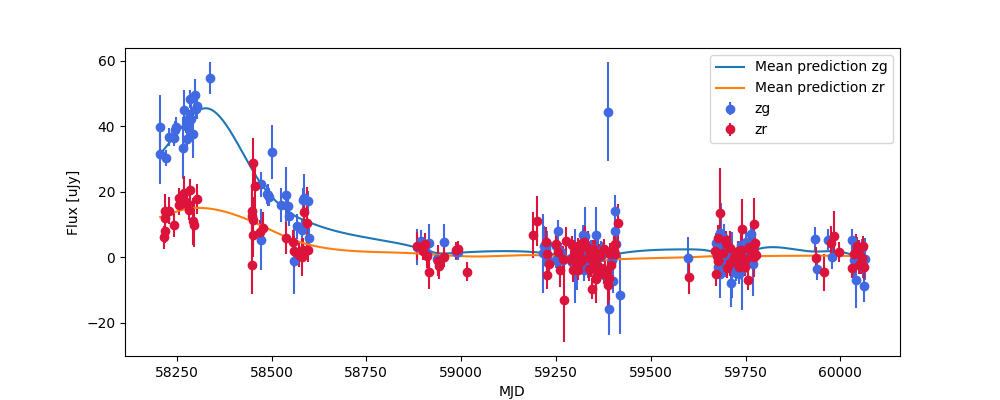 Mean prediction zg
Mean prediction zr
zg
zr
Flux [uJy]
60
40
20
0
−20
58250 58500 58750 59000 59250 59500 59750 60000
MJD